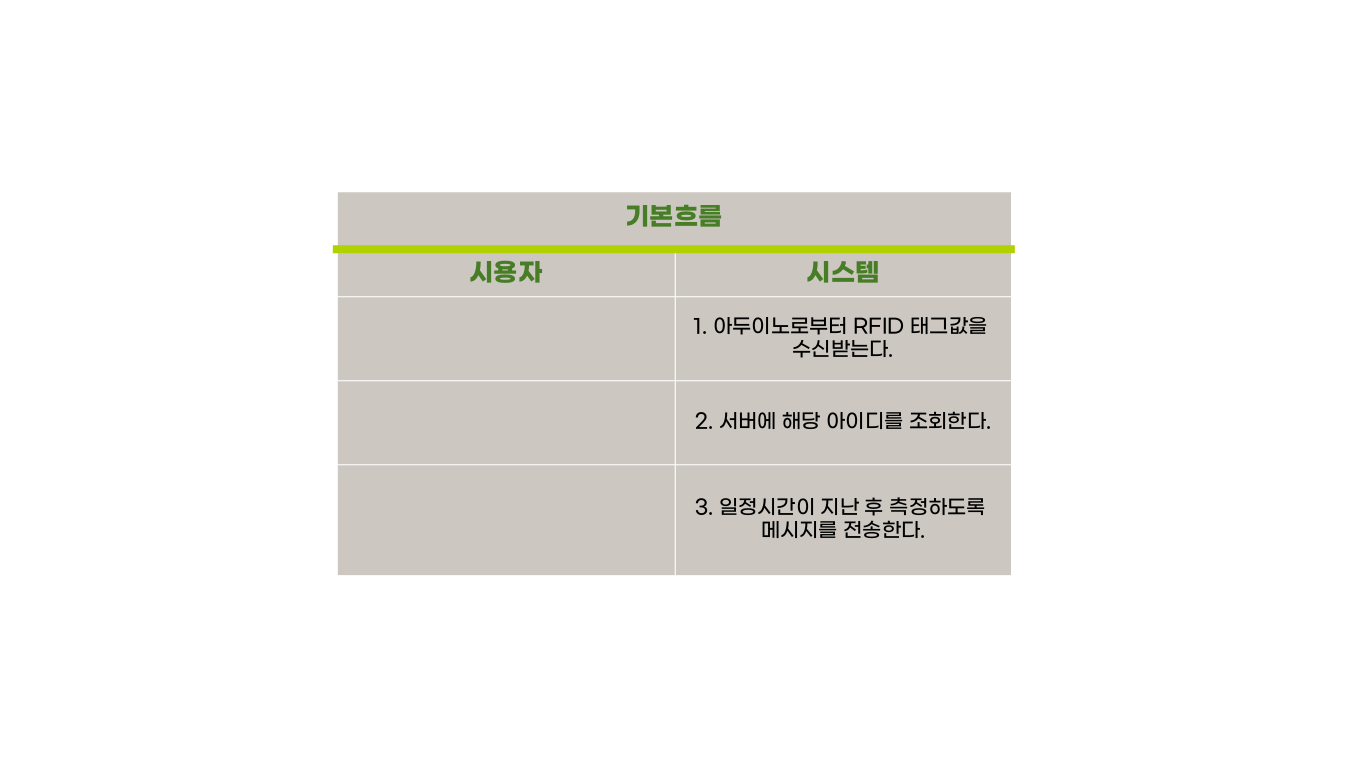 기본흐름
시용자
시스템
1. 아두이노로부터 RFID 태그값을
수신받는다.
2. 서버에 해당 아이디를 조회한다.
3. 일정시간이 지난 후 측정하도록
메시지를 전송한다.